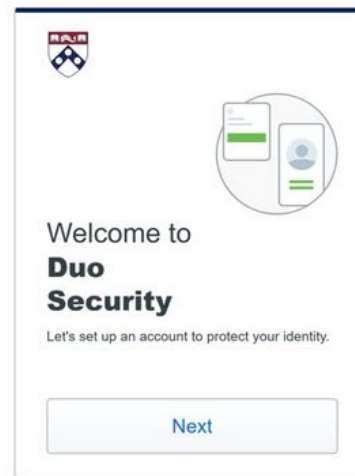 Welcome to
Duo
Security
Let's set up an account to protect your identity.
Next